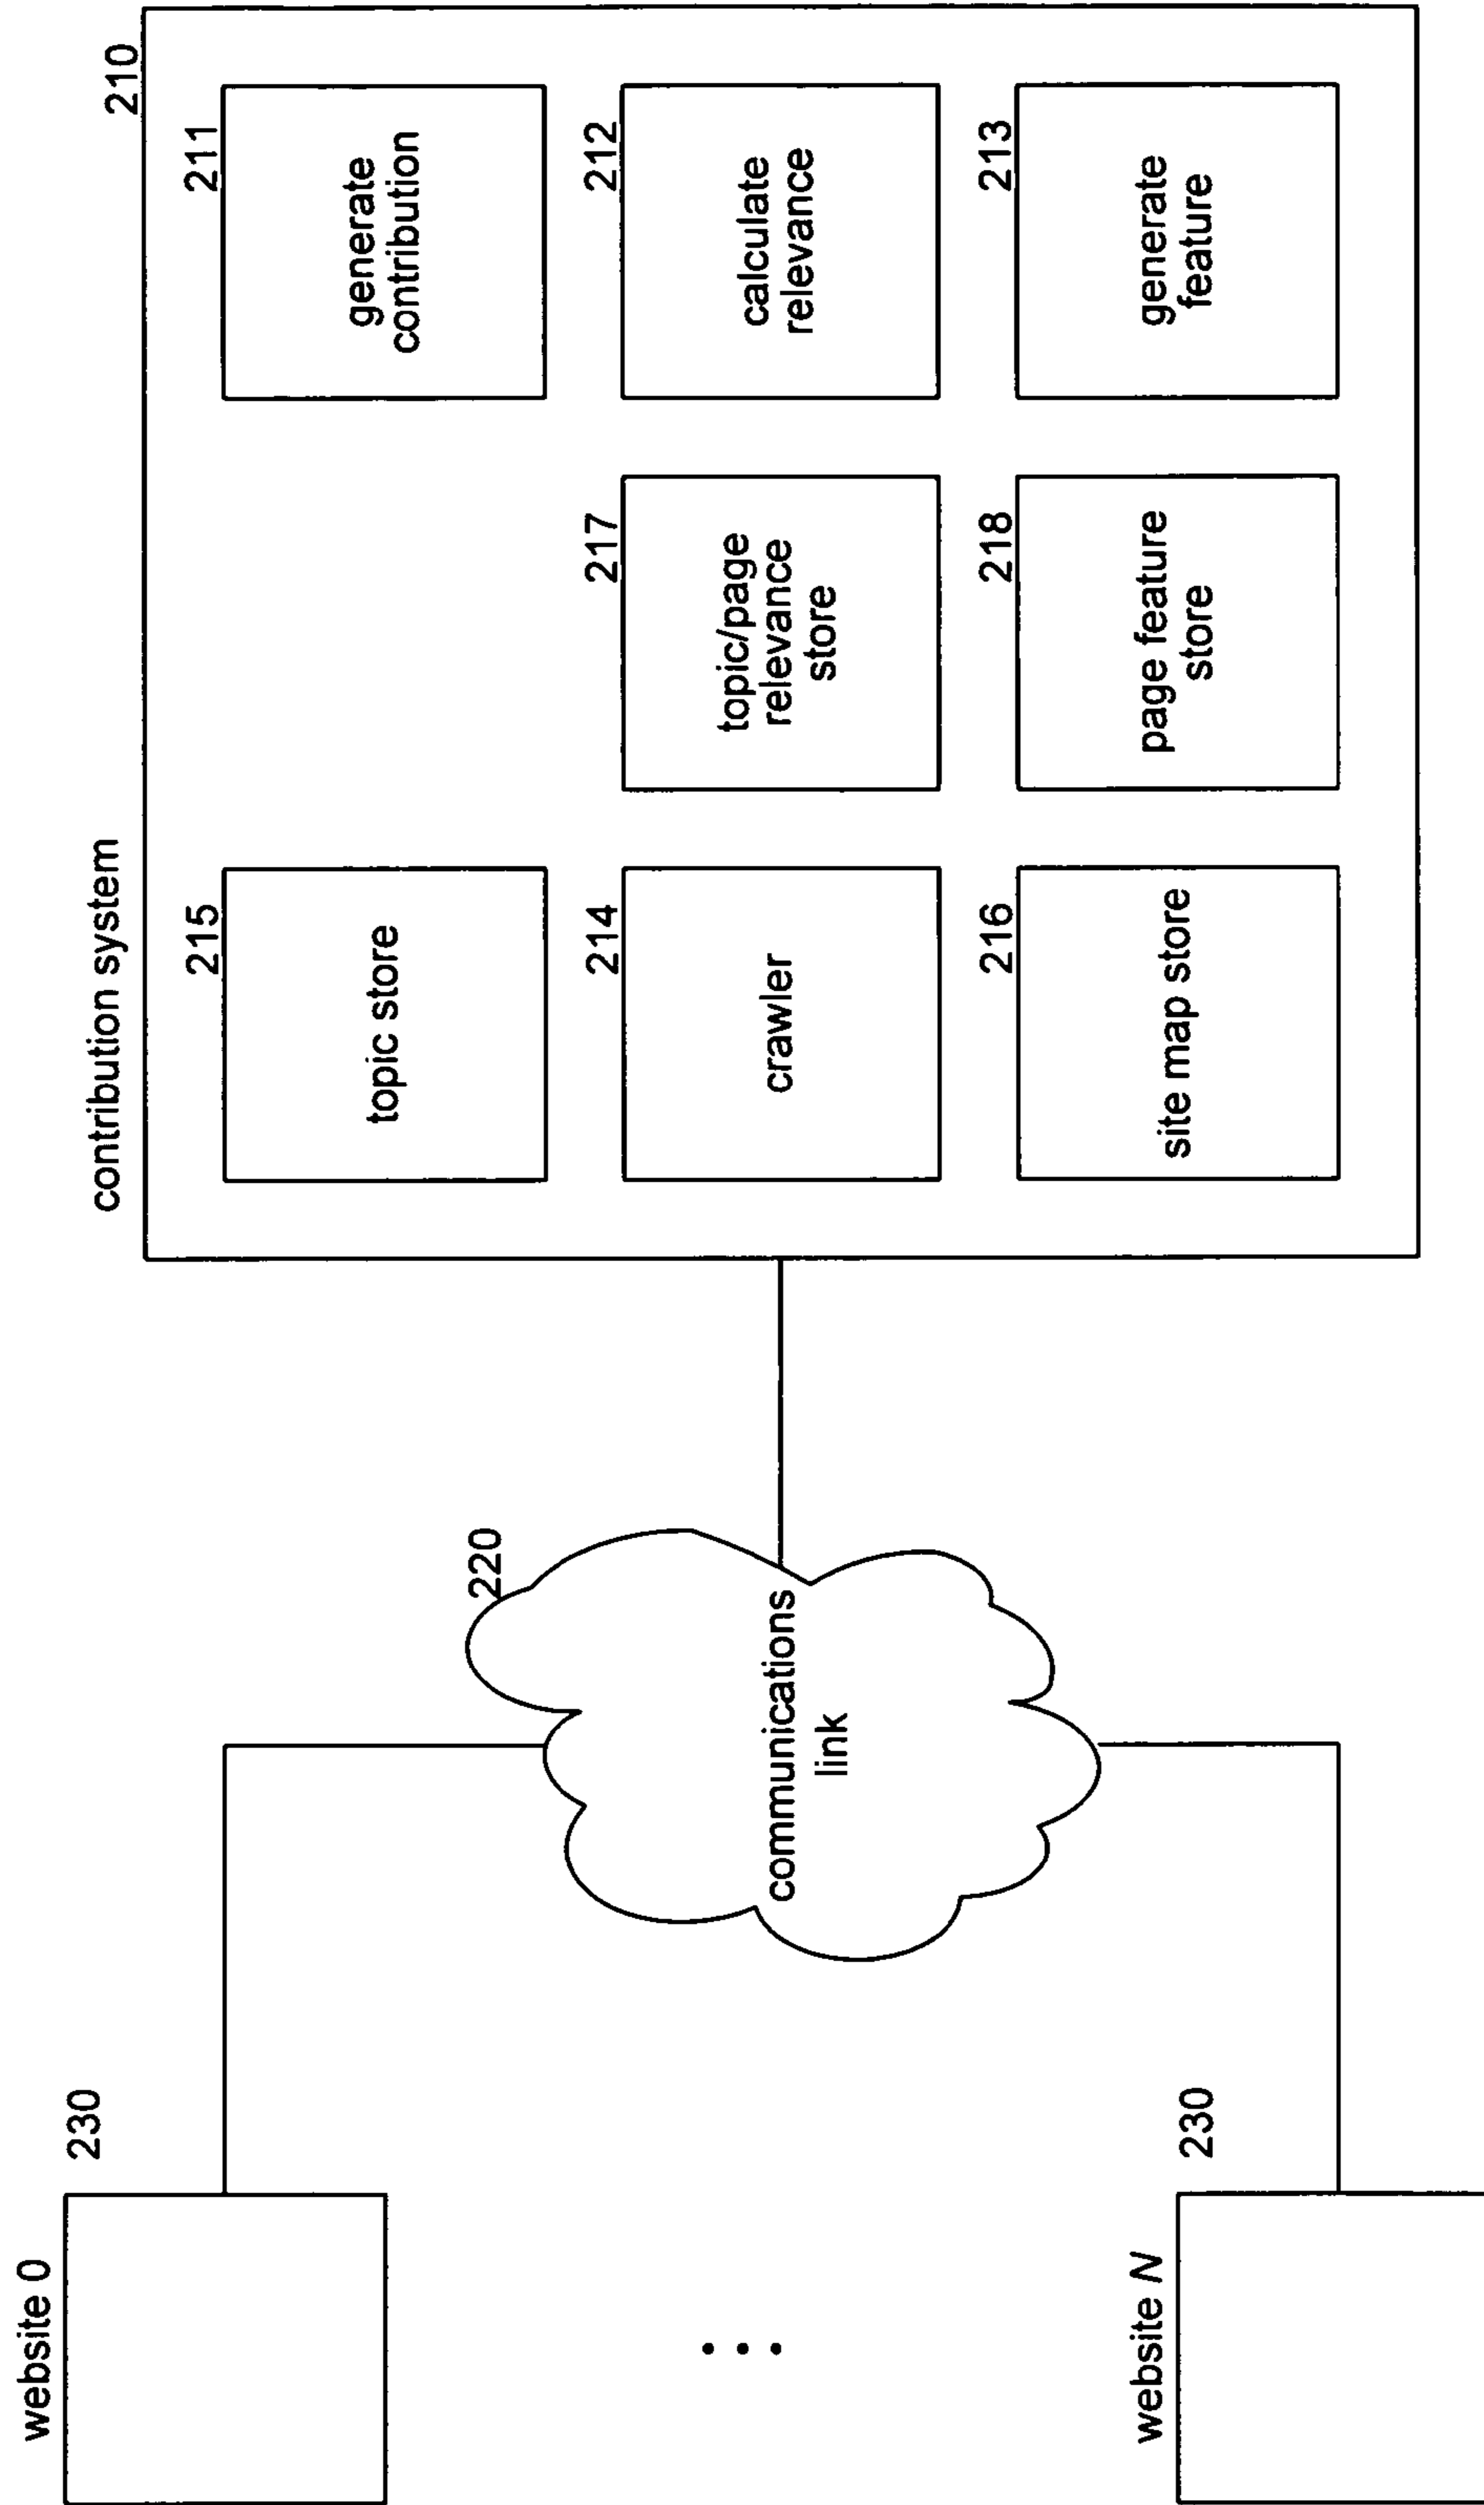 website 0
230
website N
230
220
communications
link
contribution system
210
215
topic store
211
generate
contribution
214
crawler
217
topic/page
relevance
store
212
calculate
relevance
216
site map store
218
page feature
store
213
generate
feature